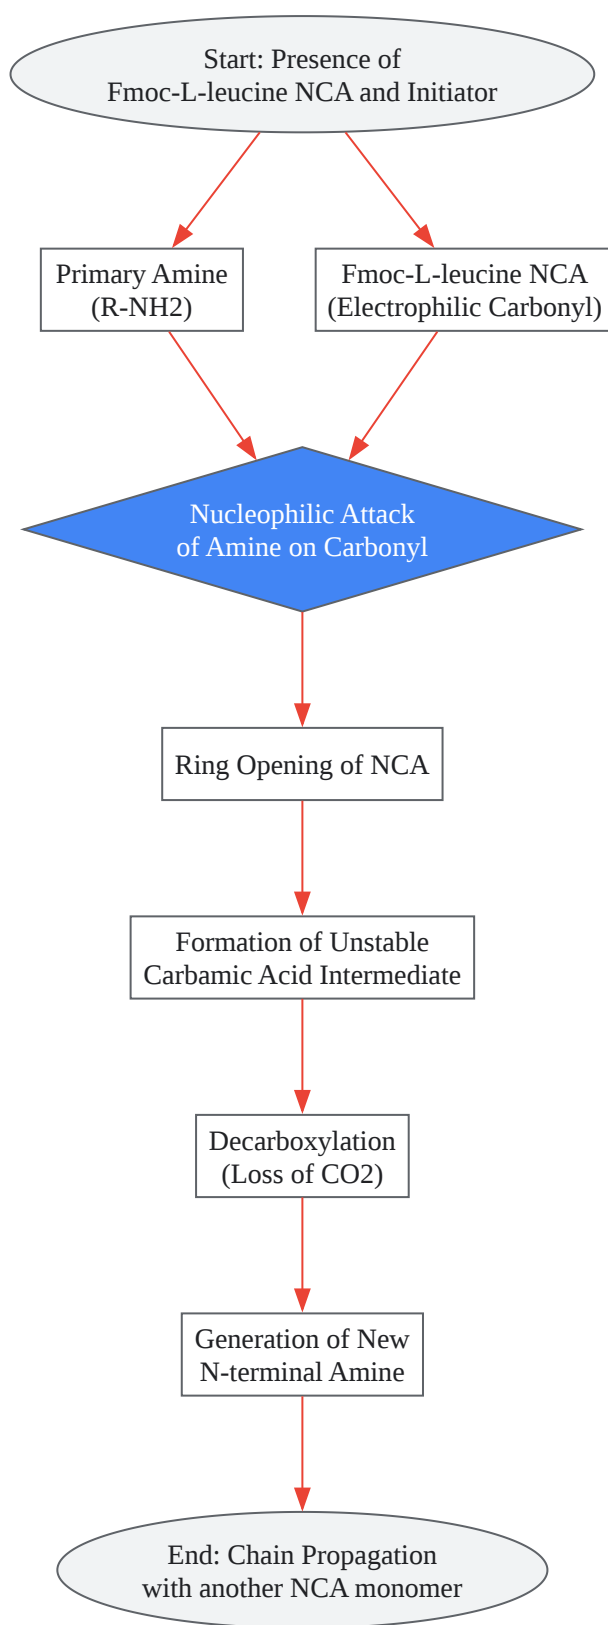 Start: Presence of
Fmoc-L-leucine NCA and Initiator
Primary Amine
(R-NH2)
Fmoc-L-leucine NCA
(Electrophilic Carbonyl)
Nucleophilic Attack
of Amine on Carbonyl
Ring Opening of NCA
Formation of Unstable
Carbamic Acid Intermediate
Decarboxylation
(Loss of CO2)
Generation of New
N-terminal Amine
End: Chain Propagation
with another NCA monomer